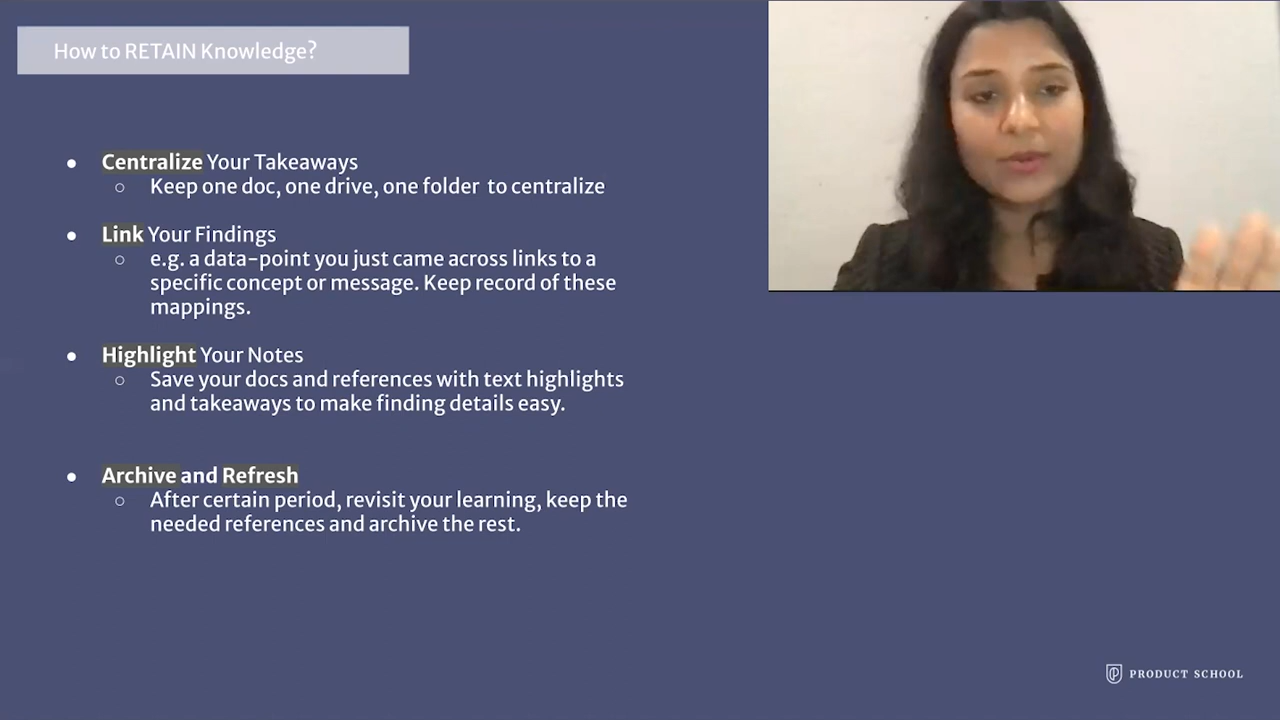 How to RETAIN Knowledge?
● Centralize Your Takeaways
○ Keep one doc, one drive, one folder to centralize
● Link Your Findings
○ e.g. a data-point you just came across links to a
specific concept or message. Keep record of these
mappings.
● Highlight Your Notes
○ Save your docs and references with text highlights
and takeaways to make finding details easy.
● Archive and Refresh
○ After certain period, revisit your learning, keep the
needed references and archive the rest.
PRODUCT SCHOOL